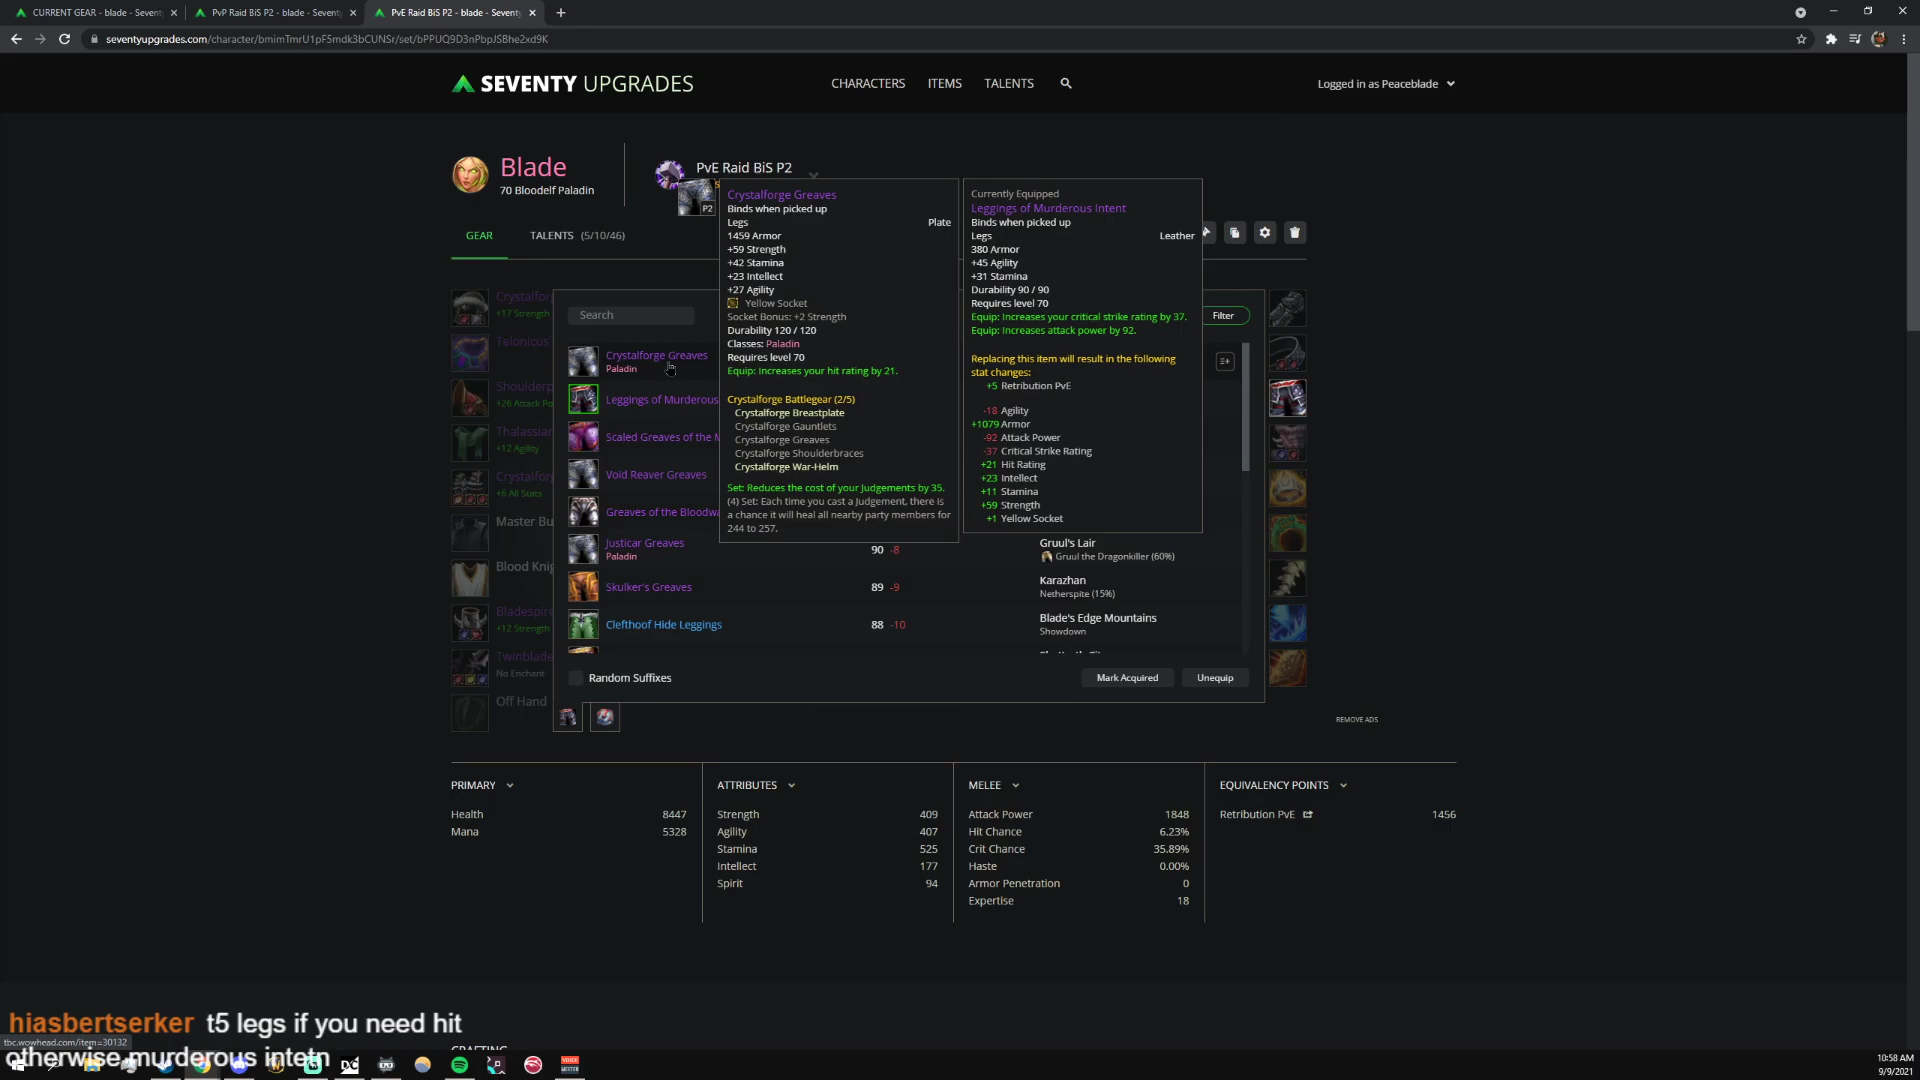 CURRENT GEAR - blade - Sevent
PvP Raid BiS P2 - blade - Sevent
PvE Raid BiS P2 - blade - Sevent
seventyupgrades.com/character/bmimTmrU1pF5mdk3bCUNSr/set/bPPUQ9D3nPbpJSBhe2xd9K
SEVENTY UPGRADES
CHARACTERS
ITEMS
TALENTS
Logged in as Peaceblade
Blade
70 Bloodelf Paladin
PvE Raid BiS P2
GEAR
TALENTS (5/10/46)
P2
Crystalforge Greaves
Binds when picked up
Legs Plate
1459 Armor
+59 Strength
+42 Stamina
+23 Intellect
+27 Agility
Yellow Socket
Socket Bonus: +2 Strength
Durability 120 / 120
Classes: Paladin
Requires level 70
Equip: Increases your hit rating by 21.
Crystalforge Battlegear (2/5)
Crystalforge Breastplate
Crystalforge Gauntlets
Crystalforge Greaves
Crystalforge Shoulderbraces
Crystalforge War-Helm
Set: Reduces the cost of your Judgements by 35.
(4) Set: Each time you cast a Judgement, there is
a chance it will heal all nearby party members for
244 to 257.
Currently Equipped
Leggings of Murderous Intent
Binds when picked up
Legs Leather
380 Armor
+45 Agility
+31 Stamina
Durability 90 / 90
Requires level 70
Equip: Increases your critical strike rating by 37.
Equip: Increases attack power by 92.
Replacing this item will result in the following
stat changes:
+5 Retribution PvE
-18 Agility
+1079 Armor
-92 Attack Power
-37 Critical Strike Rating
+21 Hit Rating
+23 Intellect
+11 Stamina
+59 Strength
+1 Yellow Socket
Crystalfor
+17 Strength
Telonicus
Shoulderp
+26 Attack Po
Thalassian
+12 Agility
Crystalfor
+6 All Stats
Master Bu
Blood Knig
Bladespire
+12 Strength
Twinblade
No Enchant
Off Hand
Search
Filter
Crystalforge Greaves
Paladin
Leggings of Murderous
Scaled Greaves of the M
Void Reaver Greaves
Greaves of the Bloodwa
Justicar Greaves
Paladin
90 -8
Gruul's Lair
Gruul the Dragonkiller (60%)
Skulker's Greaves
89 -9
Karazhan
Netherspite (15%)
Clefthoof Hide Leggings
88 -10
Blade's Edge Mountains
Showdown
Random Suffixes
Mark Acquired
Unequip
REMOVE ADS
PRIMARY
Health 8447
Mana 5328
ATTRIBUTES
Strength 409
Agility 407
Stamina 525
Intellect 177
Spirit 94
MELEE
Attack Power 1848
Hit Chance 6.23%
Crit Chance 35.89%
Haste 0.00%
Armor Penetration 0
Expertise 18
EQUIVALENCY POINTS
Retribution PvE 1456
hiasbertserker t5 legs if you need hit
otherwise murderous intetn
tbc.wowhead.com/item=30132
DC
VOICE
MEETER
10:58 AM
9/9/2021